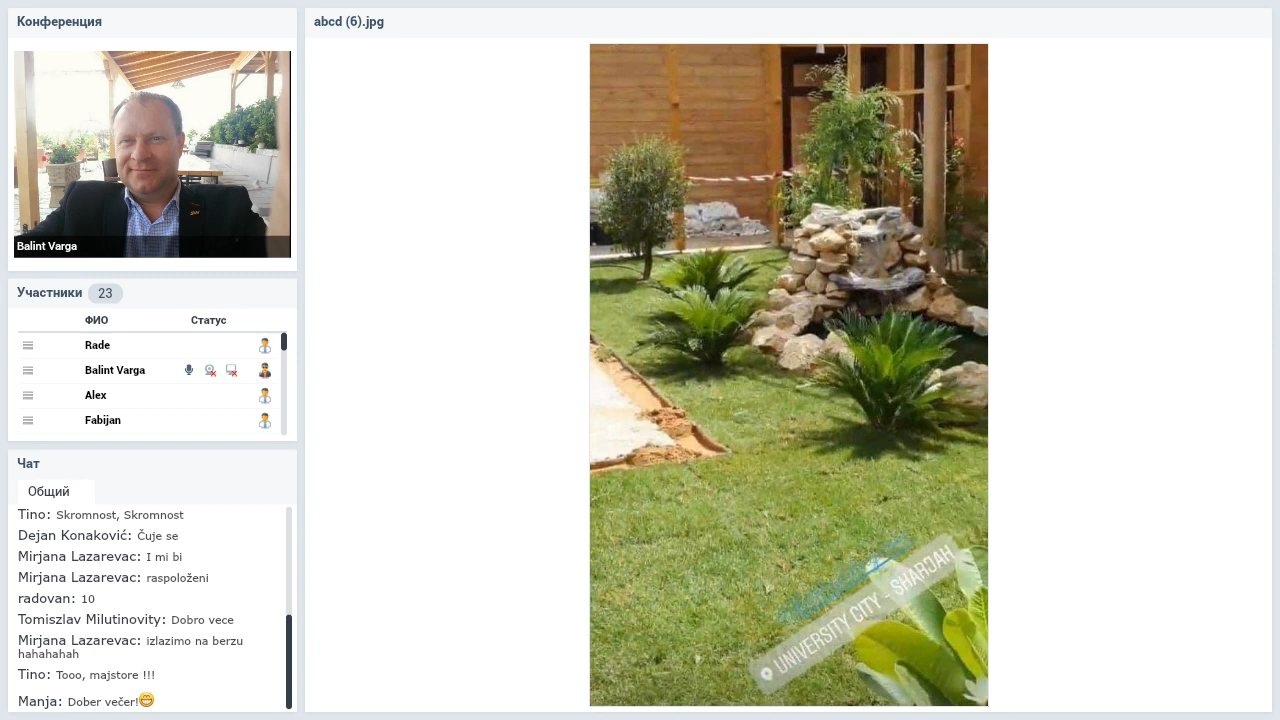 Конференция
Balint Varga
Участники 23
ФИО Статус
Rade
Balint Varga
Alex
Fabijan
Чат
Общий
Tino: Skromnost, Skromnost
Dejan Konaković: Čuje se
Mirjana Lazarevac: I mi bi
Mirjana Lazarevac: raspoloženi
radovan: 10
Tomiszlav Milutinovity: Dobro vece
Mirjana Lazarevac: izlazimo na berzu
hahahahah
Tino: Tooo, majstore !!!
Manja: Dober večer!
abcd (6).jpg
UNIVERSITY CITY - SHARJAH